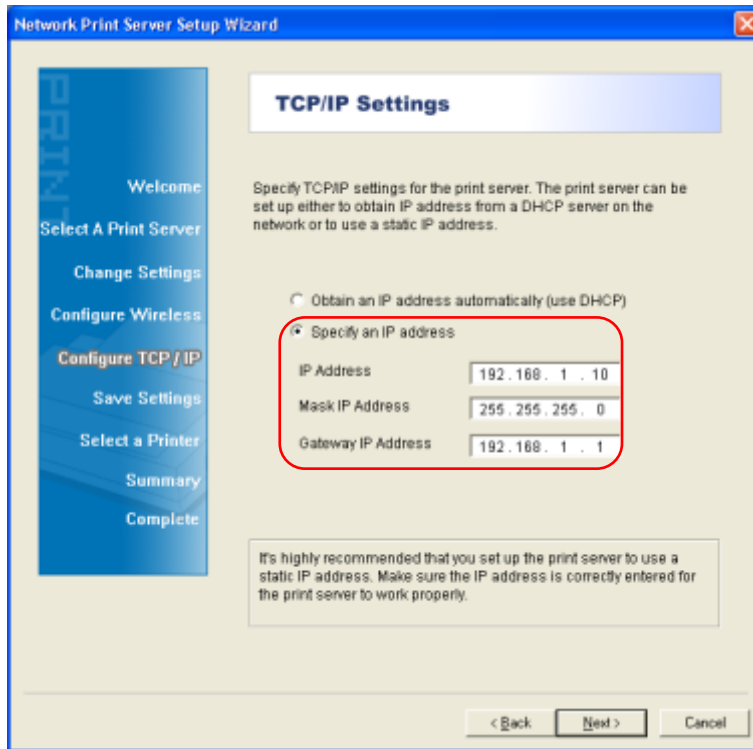 Network Print Server Setup Wizard
PRINT
Welcome
Select A Print Server
Change Settings
Configure Wireless
Configure TCP / IP
Save Settings
Select a Printer
Summary
Complete
TCP/IP Settings
Specify TCP/IP settings for the print server. The print server can be
set up either to obtain IP address from a DHCP server on the
network or to use a static IP address.
Obtain an IP address automatically (use DHCP)
Specify an IP address
IP Address 192.168. 1 . 10
Mask IP Address 255.255.255. 0
Gateway IP Address 192.168. 1 . 1
It's highly recommended that you set up the print server to use a
static IP address. Make sure the IP address is correctly entered for
the print server to work properly.
< Back Next > Cancel